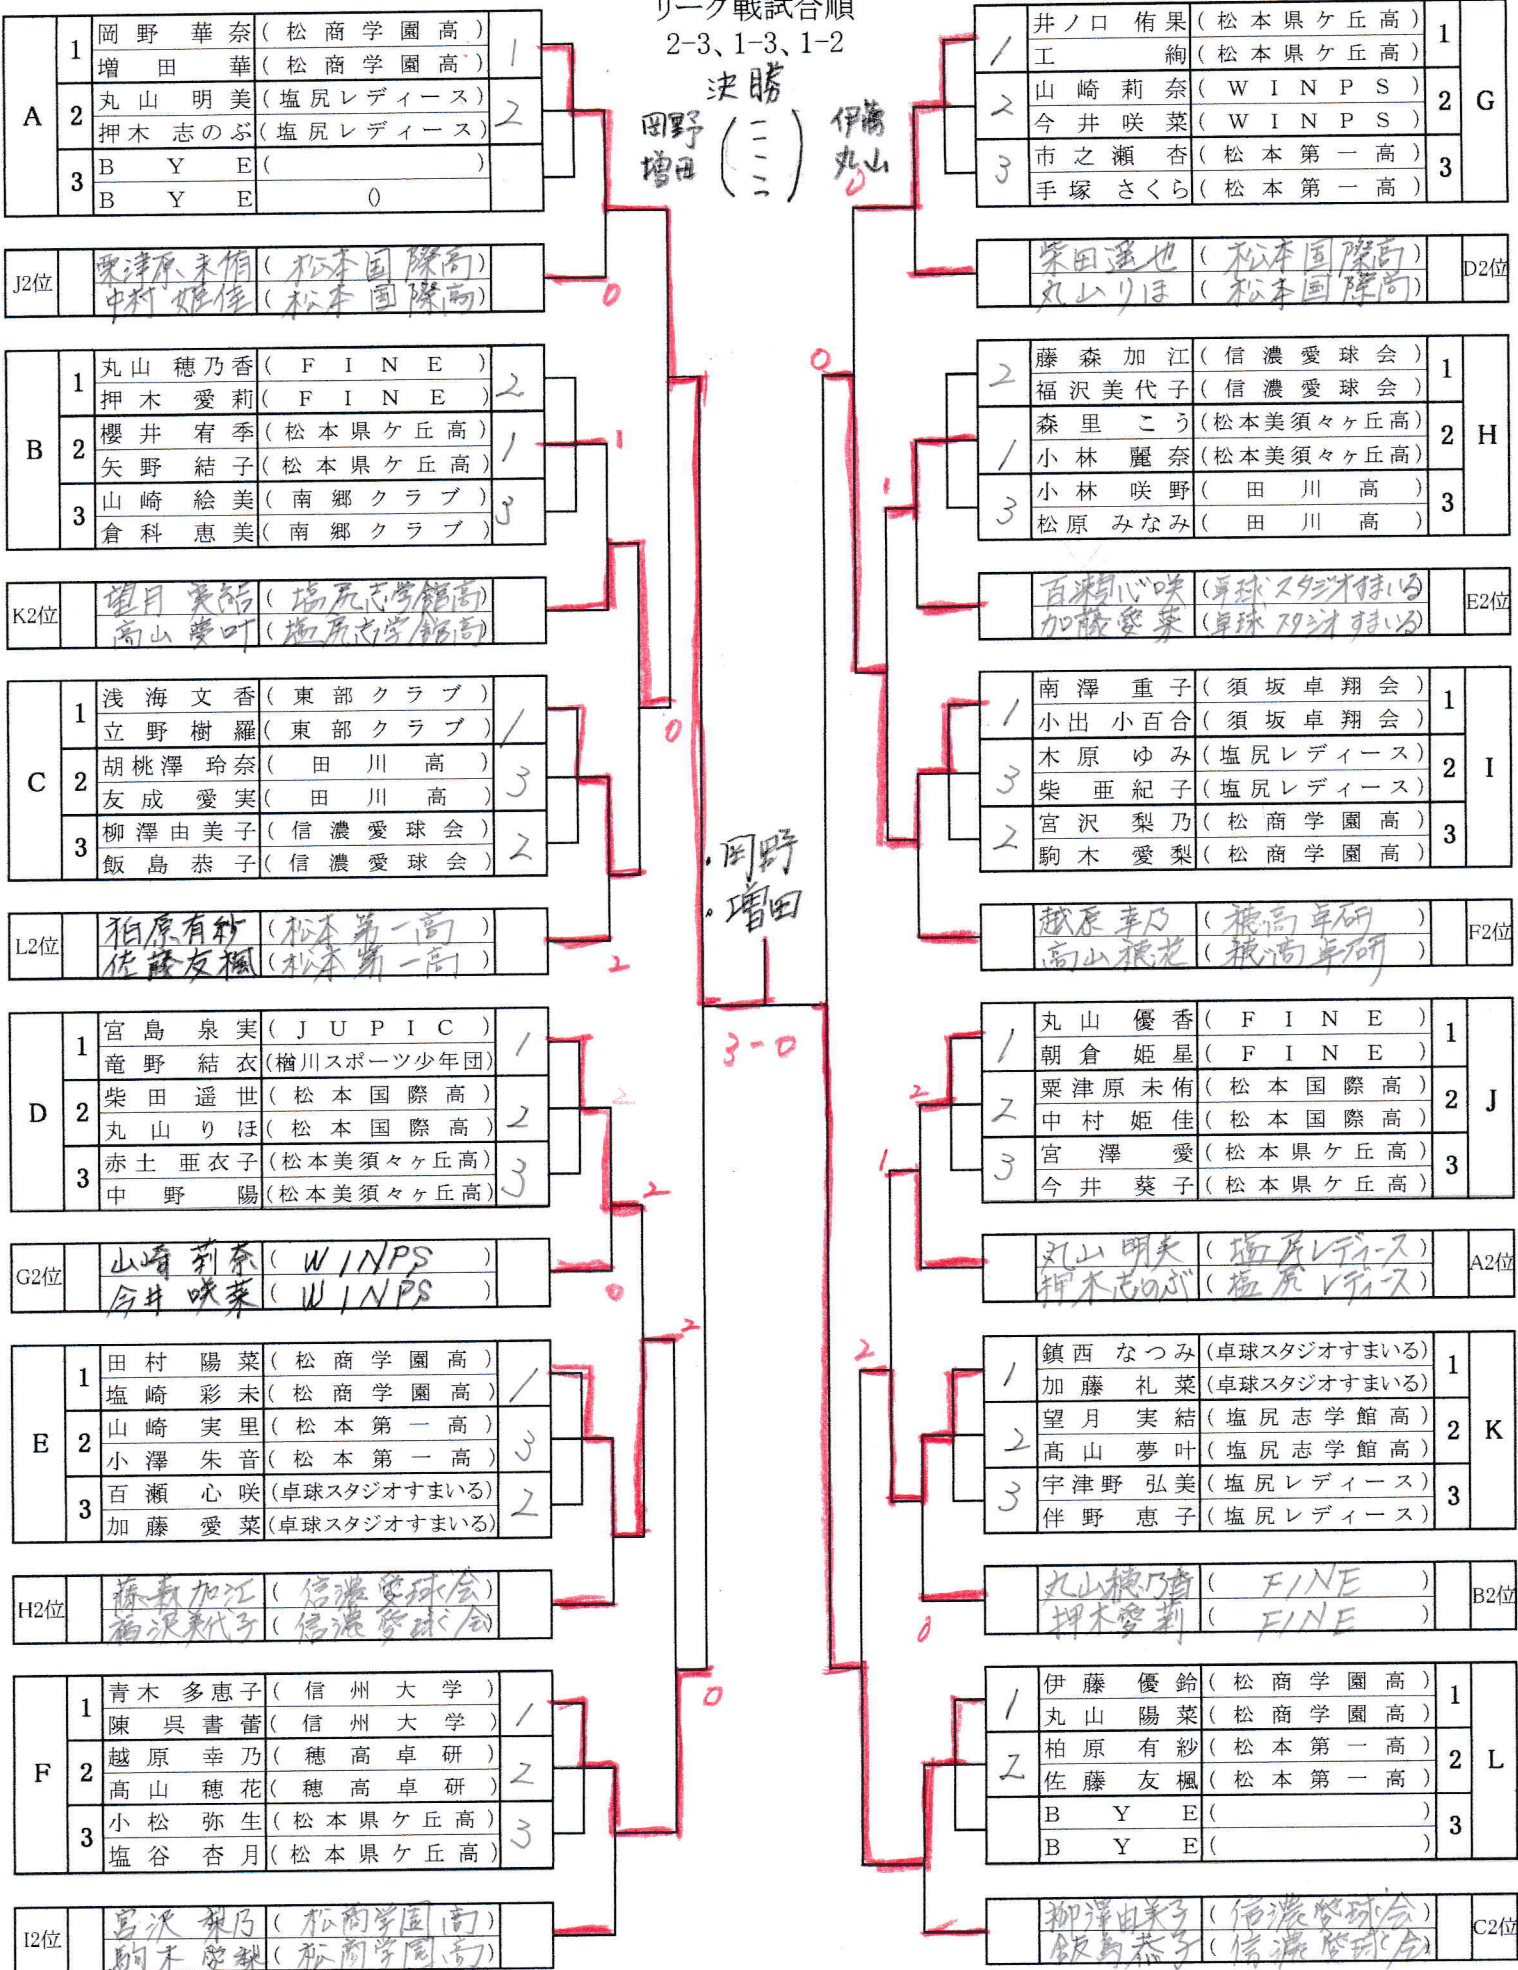 リーグ戦試合順
2-3、1-3、1-2
決勝
岡野
増田
伊藤
丸山
0
A
1 岡野 華奈 (松商学園高) 1
増田 華 (松商学園高)
2 丸山 明美 (塩尻レディース) 2
押木 志のぶ (塩尻レディース)
3 B Y E ( )
B Y E ()
J2位 粟津原未侑 (松本国際高)
中村姫佳 (松本国際高)
0
B
1 丸山 穂乃香 (FINE) 2
押木 愛莉 (FINE)
2 櫻井 宥季 (松本県ケ丘高) 1
矢野 結子 (松本県ケ丘高)
3 山崎 絵美 (南郷クラブ) 3
倉科 恵美 (南郷クラブ)
1
K2位 望月実結 (塩尻志学館高)
高山夢叶 (塩尻志学館高)
C
1 浅海 文香 (東部クラブ) 1
立野 樹羅 (東部クラブ)
2 胡桃澤 玲奈 (田川高) 3
友成 愛実 (田川高)
3 柳澤 由美子 (信濃愛球会) 2
飯島 恭子 (信濃愛球会)
0
L2位 柏原有紗 (松本第一高)
佐藤友楓 (松本第一高)
2
D
1 宮島 泉実 (JUPIC) 1
竜野 結衣 (楢川スポーツ少年団)
2 柴田 遥世 (松本国際高) 2
丸山 りほ (松本国際高)
3 赤土 亜衣子 (松本美須々ヶ丘高) 3
中野 陽 (松本美須々ヶ丘高)
2
G2位 山崎莉奈 (WINPS)
今井咲菜 (WINPS)
0
E
1 田村 陽菜 (松商学園高) 1
塩崎 彩未 (松商学園高)
2 山崎 実里 (松本第一高) 3
小澤 朱音 (松本第一高)
3 百瀬 心咲 (卓球スタジオすまいる) 2
加藤 愛菜 (卓球スタジオすまいる)
2
H2位 藤森加江 (信濃愛球会)
福沢美代子 (信濃愛球会)
F
1 青木 多恵子 (信州大学) 1
陳 呉書蕾 (信州大学)
2 越原 幸乃 (穂高卓研) 2
髙山 穂花 (穂高卓研)
3 小松 弥生 (松本県ケ丘高) 3
塩谷 杏月 (松本県ケ丘高)
0
I2位 宮沢梨乃 (松商学園高)
駒木愛梨 (松商学園高)
岡野
増田
3-0
G
1 井ノ口 侑果 (松本県ケ丘高) 1
工 絢 (松本県ケ丘高)
2 山崎 莉奈 (WINPS) 2
今井 咲菜 (WINPS)
3 市之瀬 杏 (松本第一高) 3
手塚 さくら (松本第一高)
D2位 柴田遥也 (松本国際高)
丸山りほ (松本国際高)
0
H
2 藤森 加江 (信濃愛球会) 1
福沢 美代子 (信濃愛球会)
1 森里 こう (松本美須々ヶ丘高) 2
小林 麗奈 (松本美須々ヶ丘高)
3 小林 咲野 (田川高) 3
松原 みなみ (田川高)
1
E2位 百瀬心咲 (卓球スタジオすまいる)
加藤愛菜 (卓球スタジオすまいる)
I
1 南澤 重子 (須坂卓翔会) 1
小出 小百合 (須坂卓翔会)
3 木原 ゆみ (塩尻レディース) 2
柴 亜紀子 (塩尻レディース)
2 宮沢 梨乃 (松商学園高) 3
駒木 愛梨 (松商学園高)
F2位 越原幸乃 (穂高卓研)
高山穂花 (穂高卓研)
J
1 丸山 優香 (FINE) 1
朝倉 姫星 (FINE)
2 粟津原 未侑 (松本国際高) 2
中村 姫佳 (松本国際高)
3 宮澤 愛 (松本県ケ丘高) 3
今井 葵子 (松本県ケ丘高)
2
1
A2位 丸山明美 (塩尻レディース)
押木志のぶ (塩尻レディース)
2
K
1 鎮西 なつみ (卓球スタジオすまいる) 1
加藤 礼菜 (卓球スタジオすまいる)
2 望月 実結 (塩尻志学館高) 2
髙山 夢叶 (塩尻志学館高)
3 宇津野 弘美 (塩尻レディース) 3
伴野 恵子 (塩尻レディース)
B2位 丸山穂乃香 (FINE)
押木愛莉 (FINE)
0
L
1 伊藤 優鈴 (松商学園高) 1
丸山 陽菜 (松商学園高)
2 柏原 有紗 (松本第一高) 2
佐藤 友楓 (松本第一高)
B Y E ( ) 3
B Y E ( )
C2位 柳澤由美子 (信濃愛球会)
飯島恭子 (信濃愛球会)